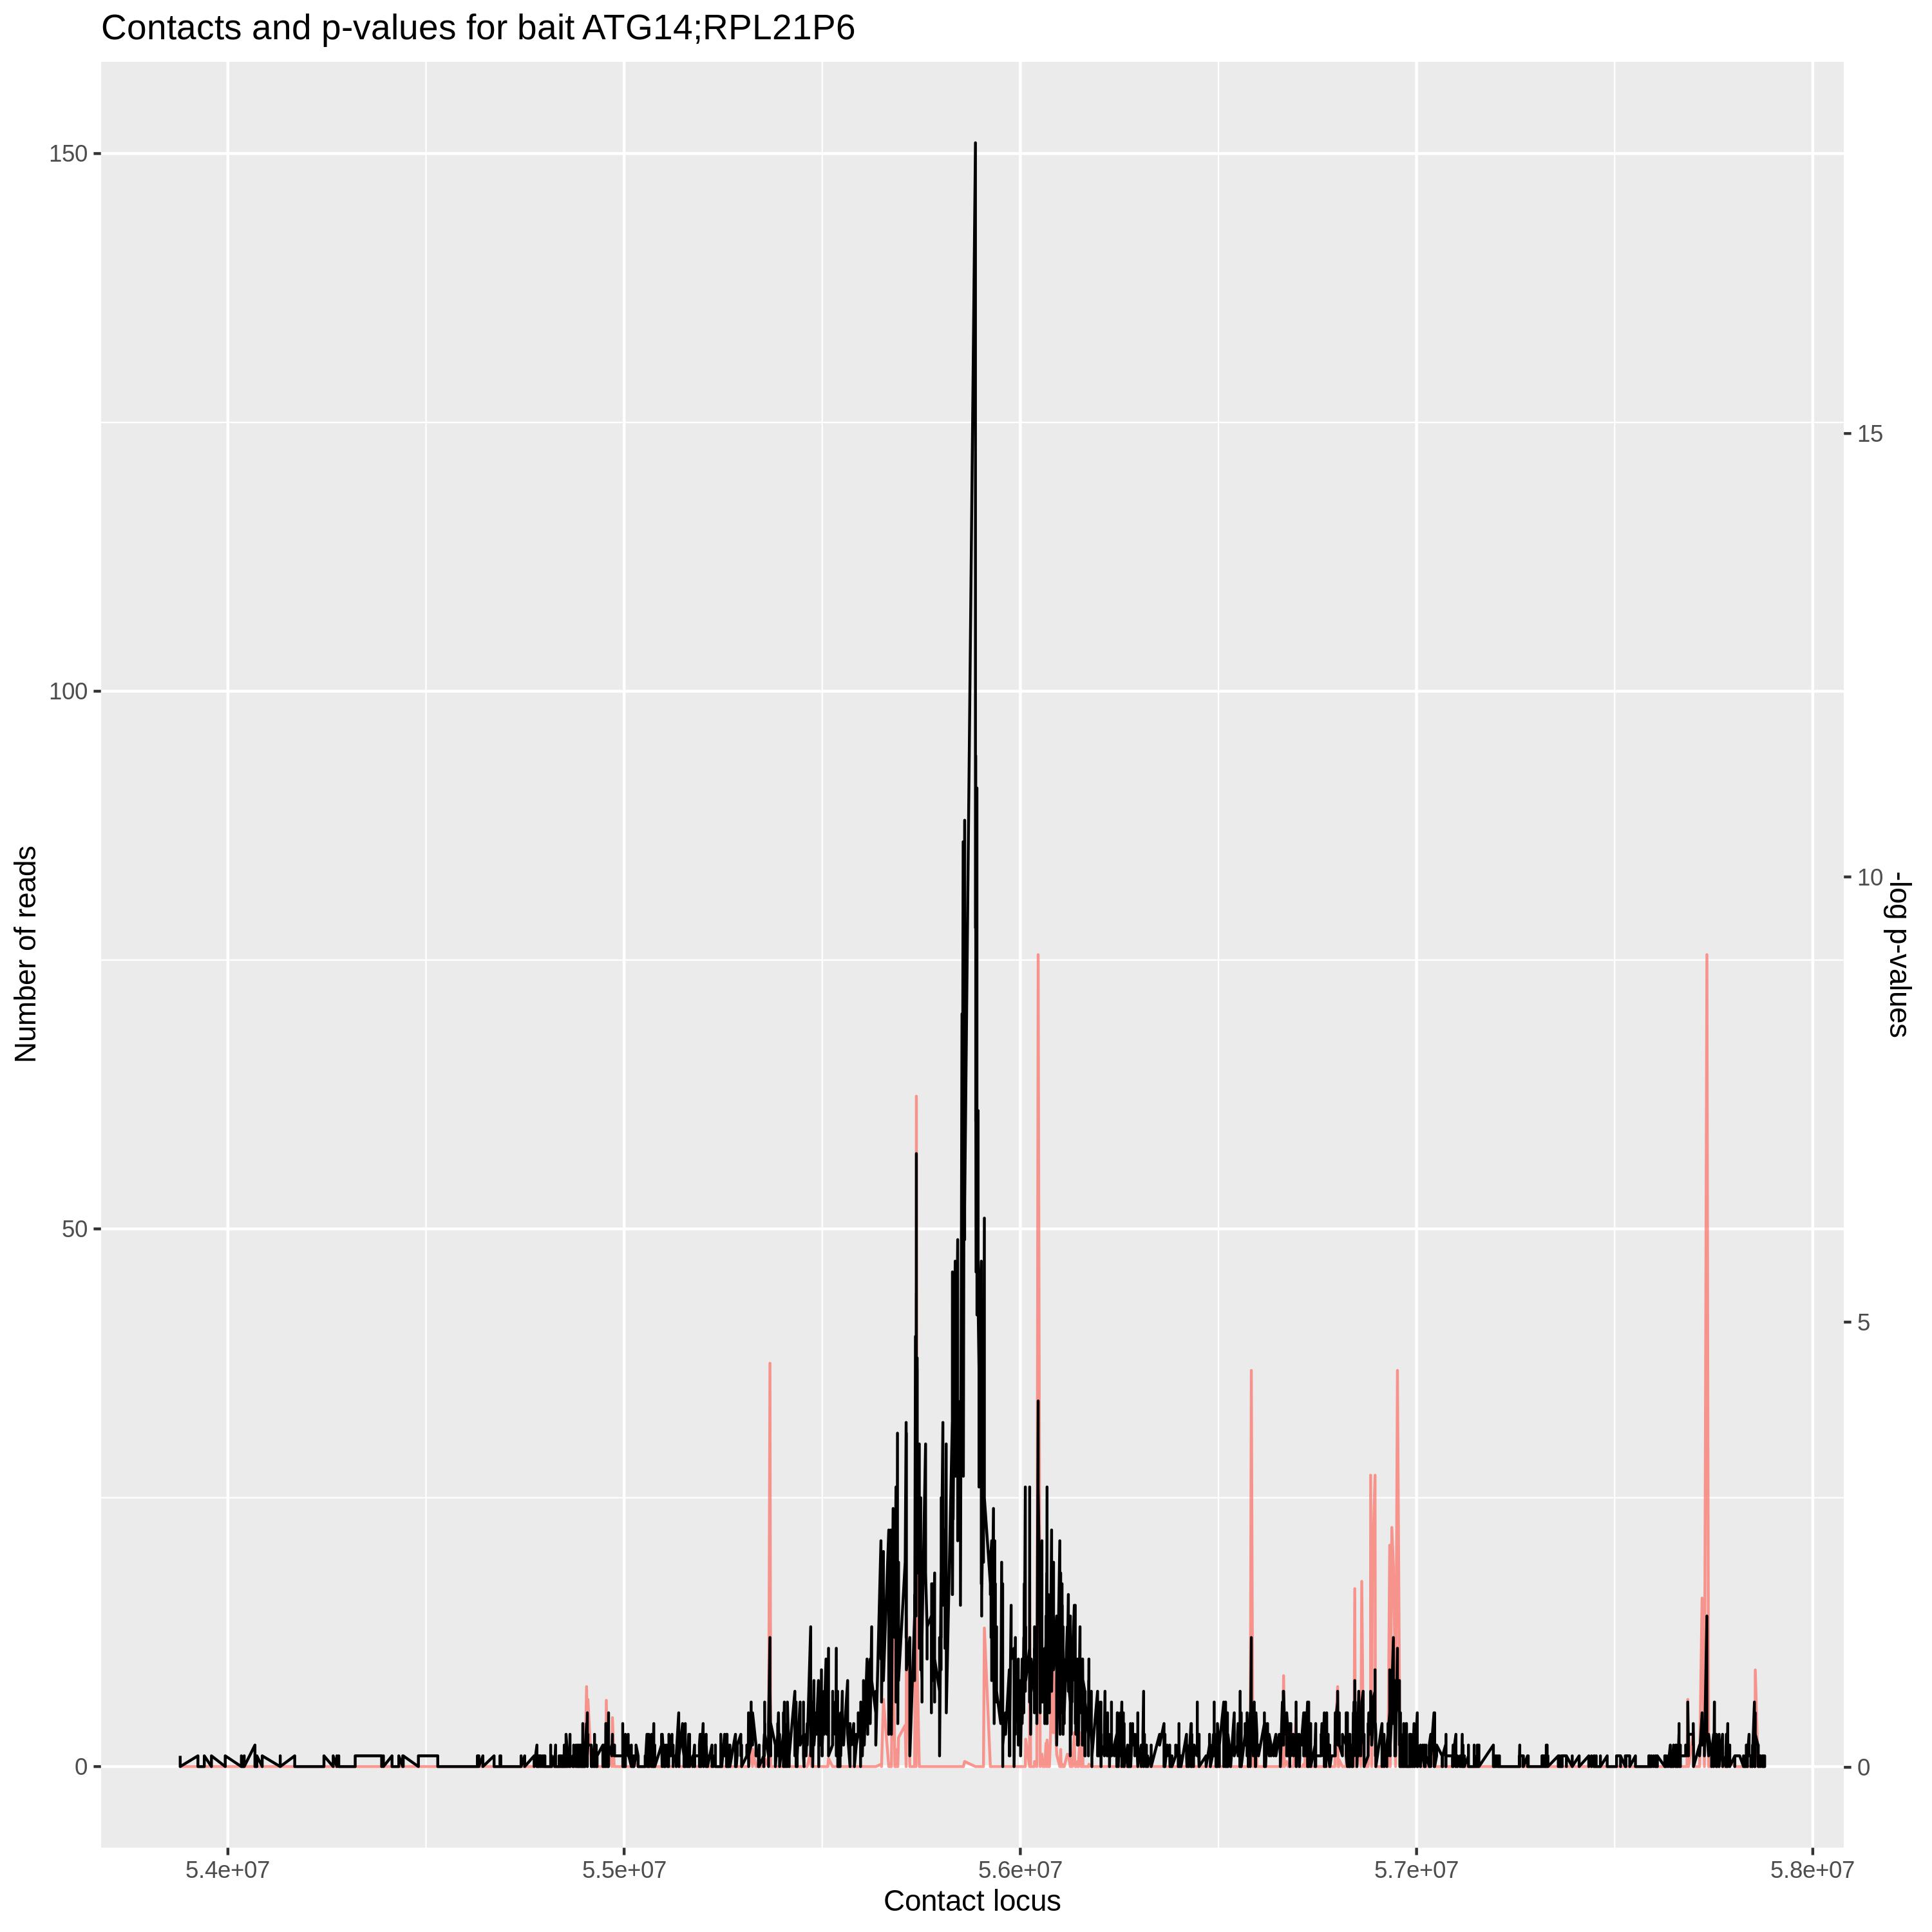 Contacts and p-values for bait ATG14;RPL21P6
150
100
50
0
Number of reads
15
10
5
0
-log p-values
5.4e+07
5.5e+07
5.6e+07
5.7e+07
5.8e+07
Contact locus